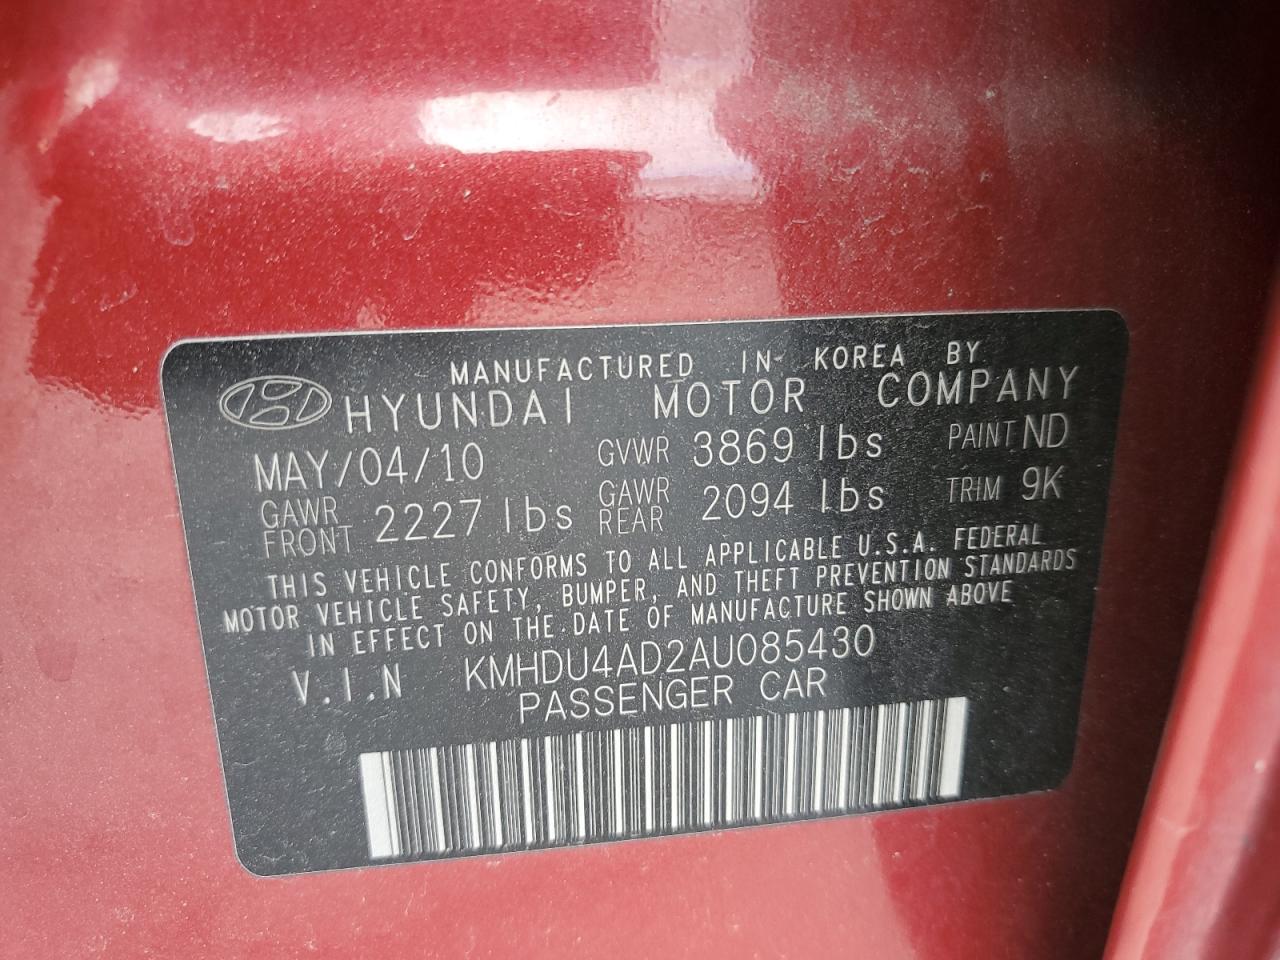 MANUFACTURED IN KOREA BY
HYUNDAI MOTOR COMPANY
MAY/04/10 GVWR 3869 lbs PAINT ND
GAWR FRONT 2227 lbs GAWR REAR 2094 lbs TRIM 9K
THIS VEHICLE CONFORMS TO ALL APPLICABLE U.S.A. FEDERAL
MOTOR VEHICLE SAFETY, BUMPER, AND THEFT PREVENTION STANDARDS
IN EFFECT ON THE DATE OF MANUFACTURE SHOWN ABOVE
V.I.N KMHDU4AD2AU085430
PASSENGER CAR